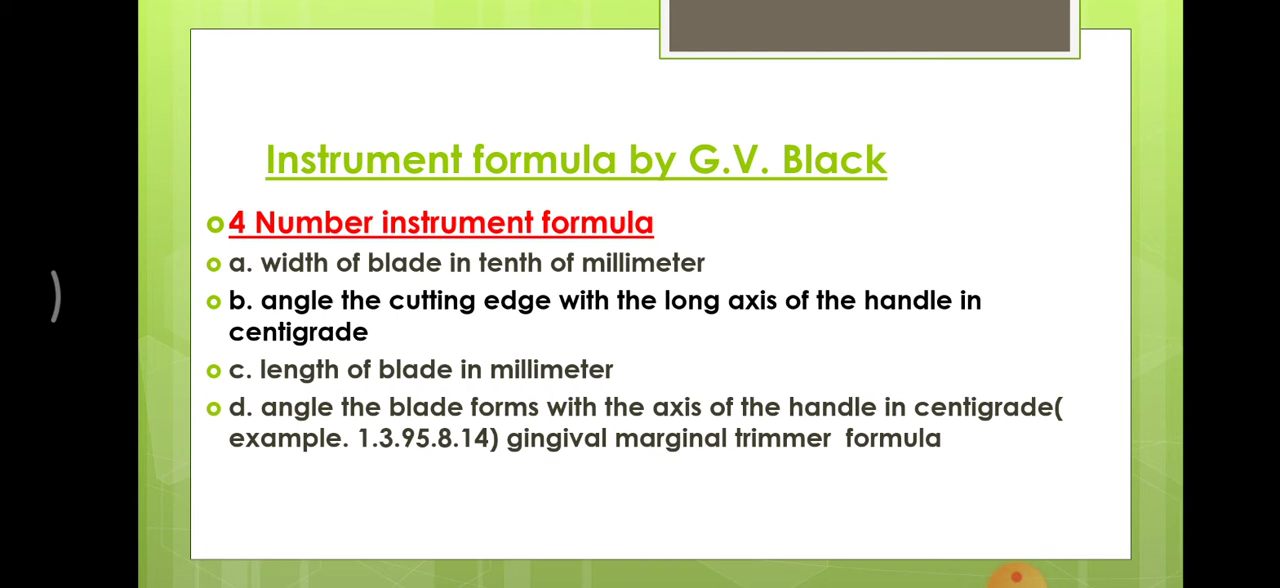 Instrument formula by G.V. Black
4 Number instrument formula
a. width of blade in tenth of millimeter
b. angle the cutting edge with the long axis of the handle in
centigrade
c. length of blade in millimeter
d. angle the blade forms with the axis of the handle in centigrade(
example. 1.3.95.8.14) gingival marginal trimmer formula